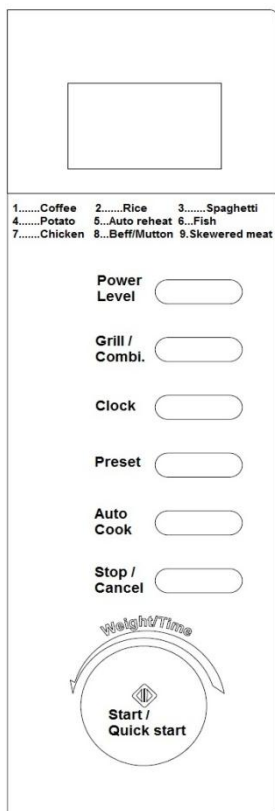 1.......Coffee 2.......Rice 3.......Spaghetti
4.......Potato 5...Auto reheat 6...Fish
7.......Chicken 8...Beff/Mutton 9.Skewered meat
Power
Level
Grill /
Combi.
Clock
Preset
Auto
Cook
Stop /
Cancel
Weight/Time
Start /
Quick start